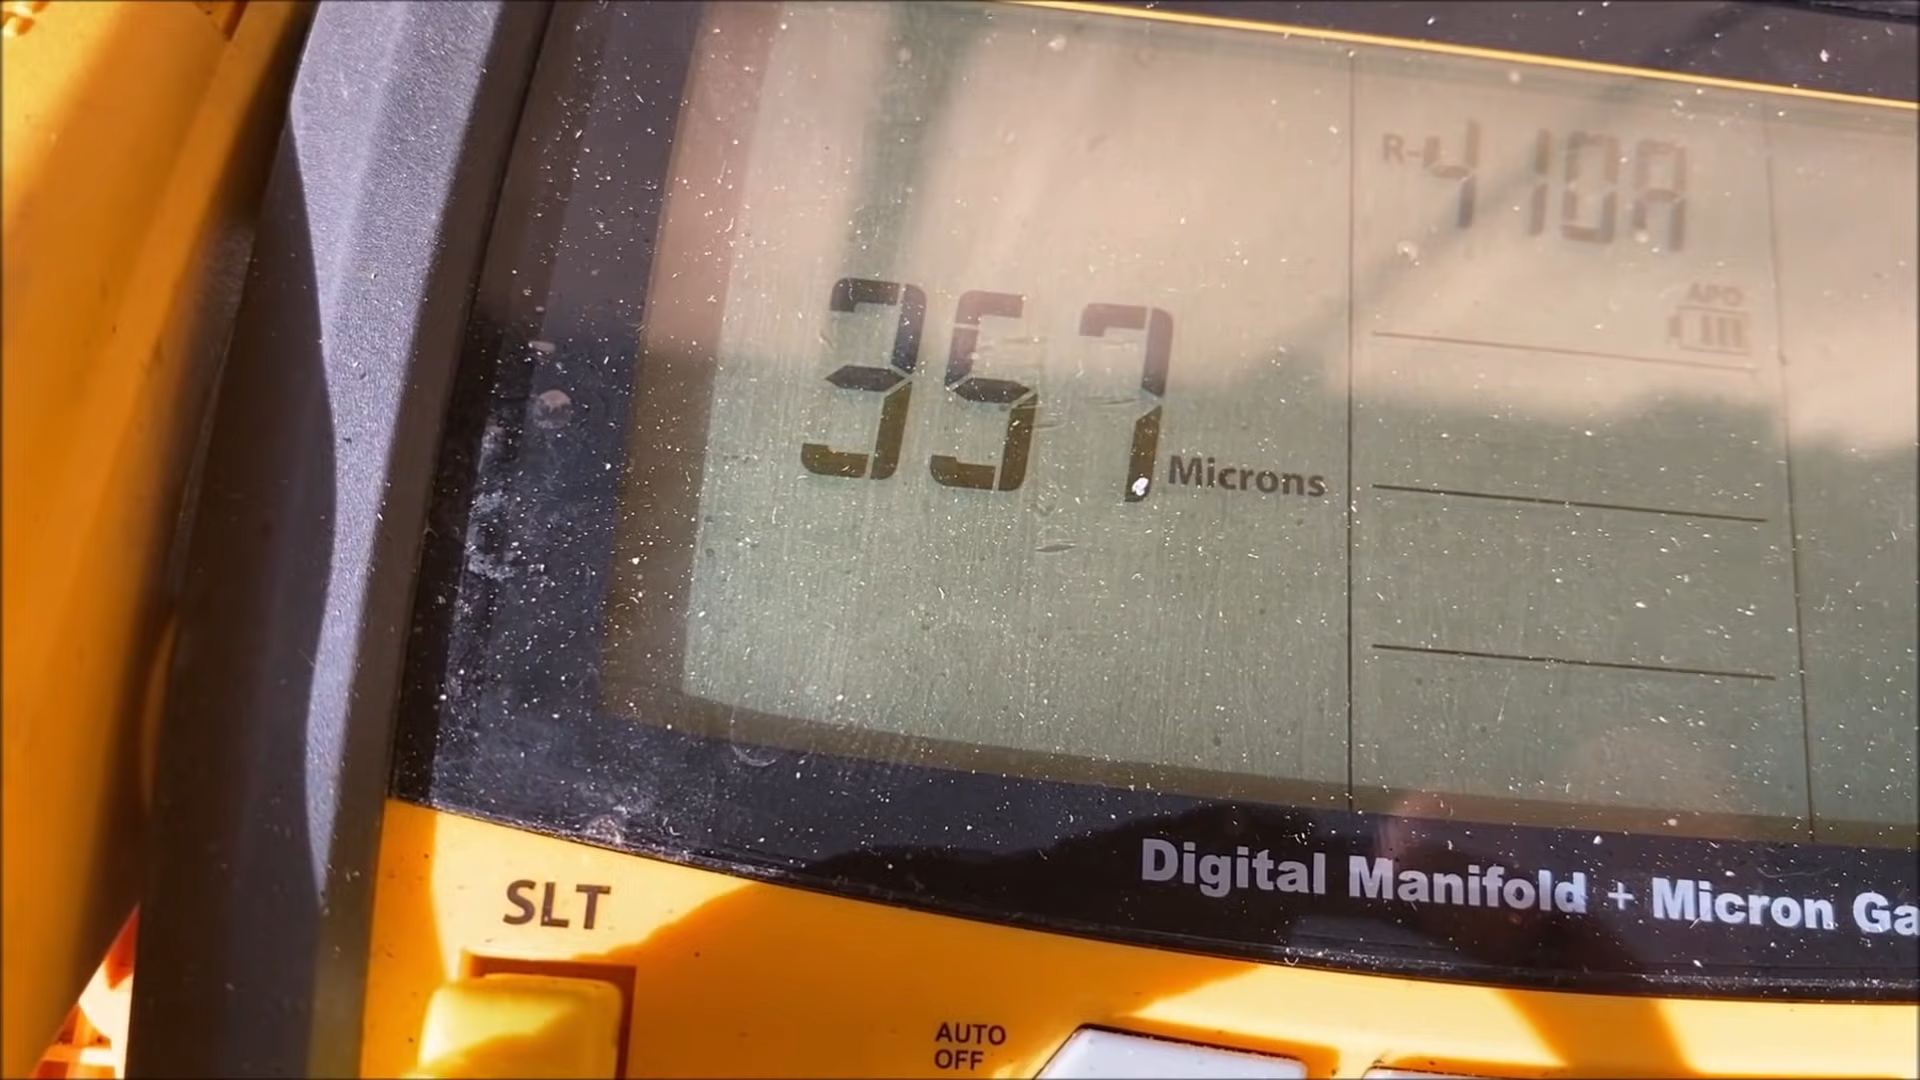 R-410A
APO
357 Microns
Digital Manifold + Micron Ga
SLT
AUTO
OFF